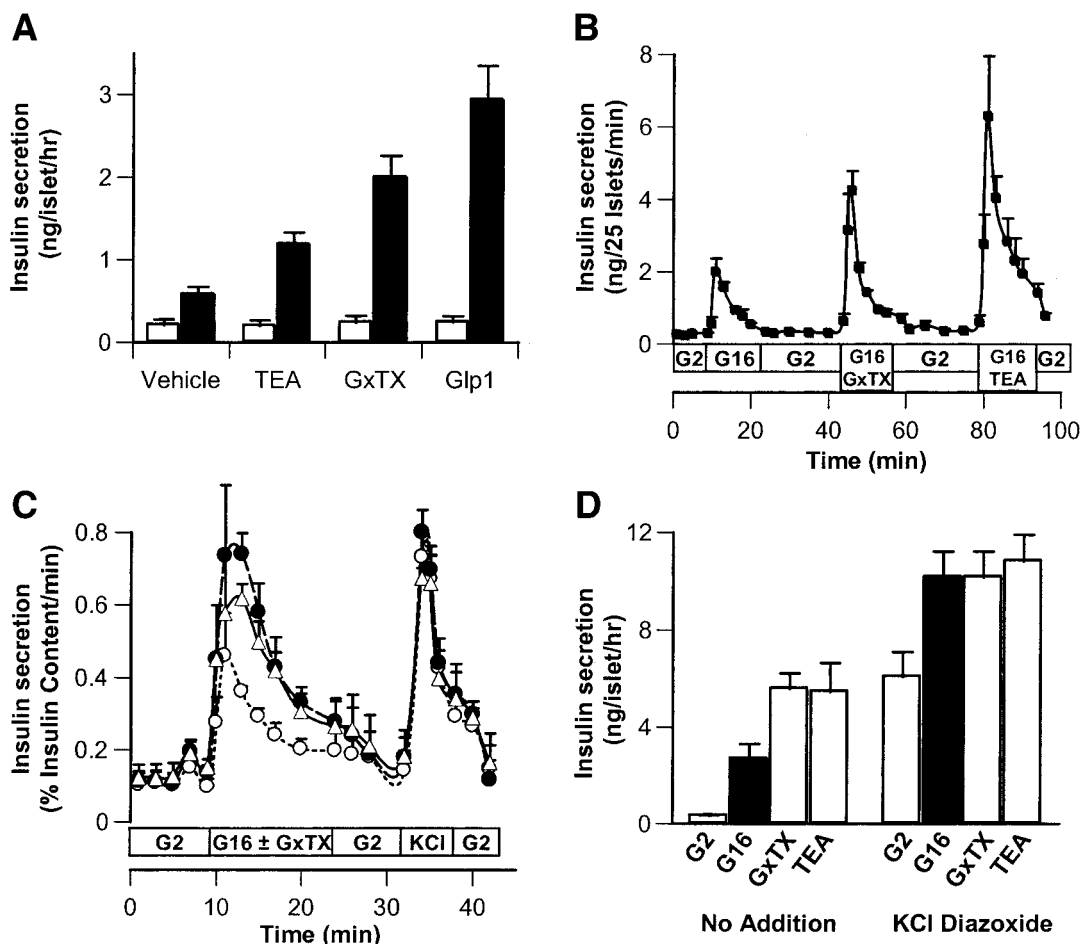 A
Insulin secretion
(ng/islet/hr)
3
2
1
0
Vehicle TEA GxTX Glp1
B
Insulin secretion
(ng/25 Islets/min)
8
6
4
2
0
G2 G16 G2 G16 GxTX G2 G16 TEA G2
0 20 40 60 80 100
Time (min)
C
Insulin secretion
(% Insulin Content/min)
0.8
0.6
0.4
0.2
0
G2 G16 ± GxTX G2 KCl G2
0 10 20 30 40
Time (min)
D
Insulin secretion
(ng/islet/hr)
12
8
4
0
G2 G16 GxTX TEA G2 G16 GxTX TEA
No Addition KCl Diazoxide